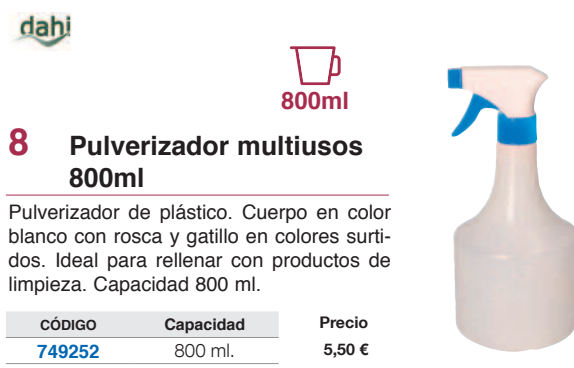 dahi
800ml
8 Pulverizador multiusos
800ml
Pulverizador de plástico. Cuerpo en color
blanco con rosca y gatillo en colores surti-
dos. Ideal para rellenar con productos de
limpieza. Capacidad 800 ml.
CÓDIGO Capacidad Precio
749252 800 ml. 5,50 €